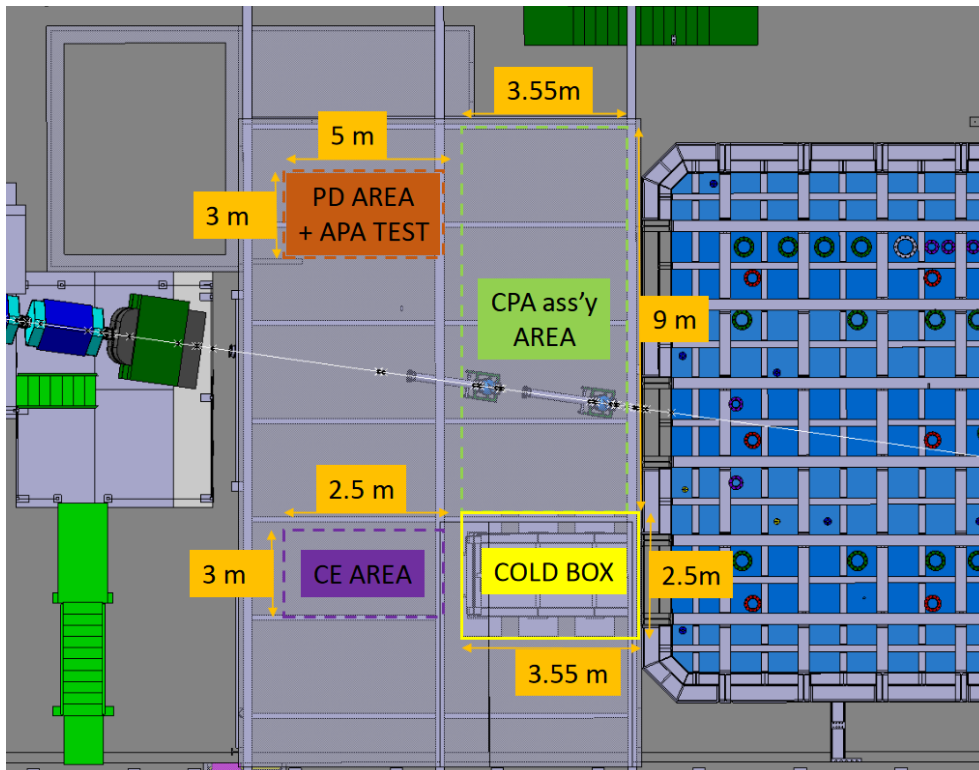 3.55m
5 m
3 m
PD AREA
+ APA TEST
CPA ass'y
AREA
9 m
2.5 m
3 m
CE AREA
COLD BOX
2.5m
3.55 m